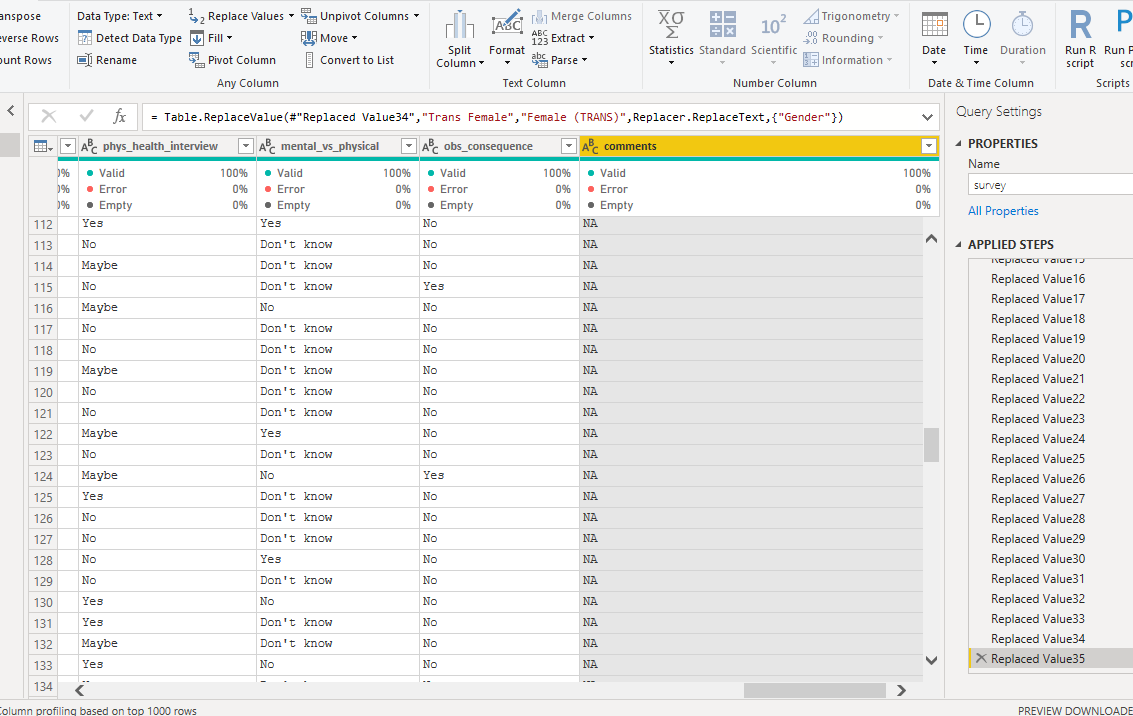 Data Type: Text
Replace Values
Unpivot Columns
Merge Columns
Trigonometry
everse Rows
Detect Data Type
Fill
Move
Extract
Rounding
ount Rows
Rename
Pivot Column
Convert to List
Split Column
Format
Parse
Statistics
Standard
Scientific
Information
Date
Time
Duration
Run R script
Any Column
Text Column
Number Column
Date & Time Column
Scripts
= Table.ReplaceValue(#"Replaced Value34","Trans Female","Female (TRANS)",Replacer.ReplaceText,{"Gender"})
phys_health_interview mental_vs_physical obs_consequence comments
Valid 100% Valid 100% Valid 100% Valid 100%
Error 0% Error 0% Error 0% Error 0%
Empty 0% Empty 0% Empty 0% Empty 0%
112 Yes Yes No NA
113 No Don't know No NA
114 Maybe Don't know No NA
115 No Don't know Yes NA
116 Maybe No No NA
117 No Don't know No NA
118 No Don't know No NA
119 Maybe Don't know No NA
120 No Don't know No NA
121 No Don't know No NA
122 Maybe Yes No NA
123 No Don't know No NA
124 Maybe No Yes NA
125 Yes Don't know No NA
126 No Don't know No NA
127 No Don't know No NA
128 No Yes No NA
129 No Don't know No NA
130 Yes No No NA
131 Yes Don't know No NA
132 Maybe Don't know No NA
133 Yes No No NA
134
Column profiling based on top 1000 rows
Query Settings
PROPERTIES
Name
survey
All Properties
APPLIED STEPS
Replaced Value15
Replaced Value16
Replaced Value17
Replaced Value18
Replaced Value19
Replaced Value20
Replaced Value21
Replaced Value22
Replaced Value23
Replaced Value24
Replaced Value25
Replaced Value26
Replaced Value27
Replaced Value28
Replaced Value29
Replaced Value30
Replaced Value31
Replaced Value32
Replaced Value33
Replaced Value34
Replaced Value35
PREVIEW DOWNLOADE